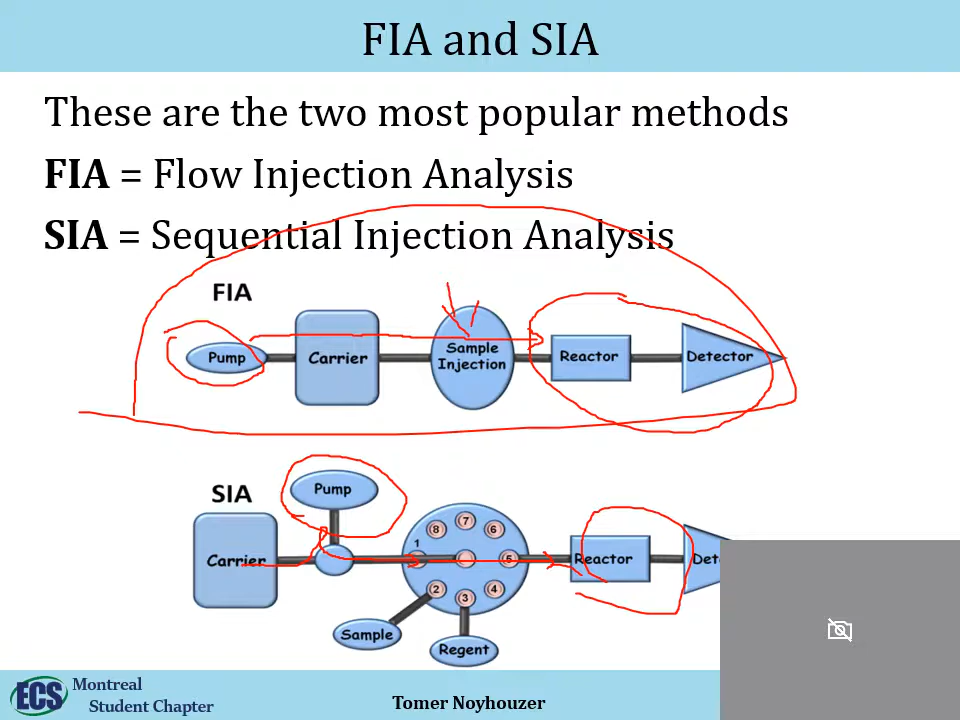 FIA and SIA
These are the two most popular methods
FIA = Flow Injection Analysis
SIA = Sequential Injection Analysis
FIA
Pump
Carrier
Sample
Injection
Reactor
Detector
SIA
Pump
Carrier
1
8
7
6
5
4
3
2
Reactor
Det
Sample
Regent
ECS Montreal
Student Chapter
Tomer Noyhouzer